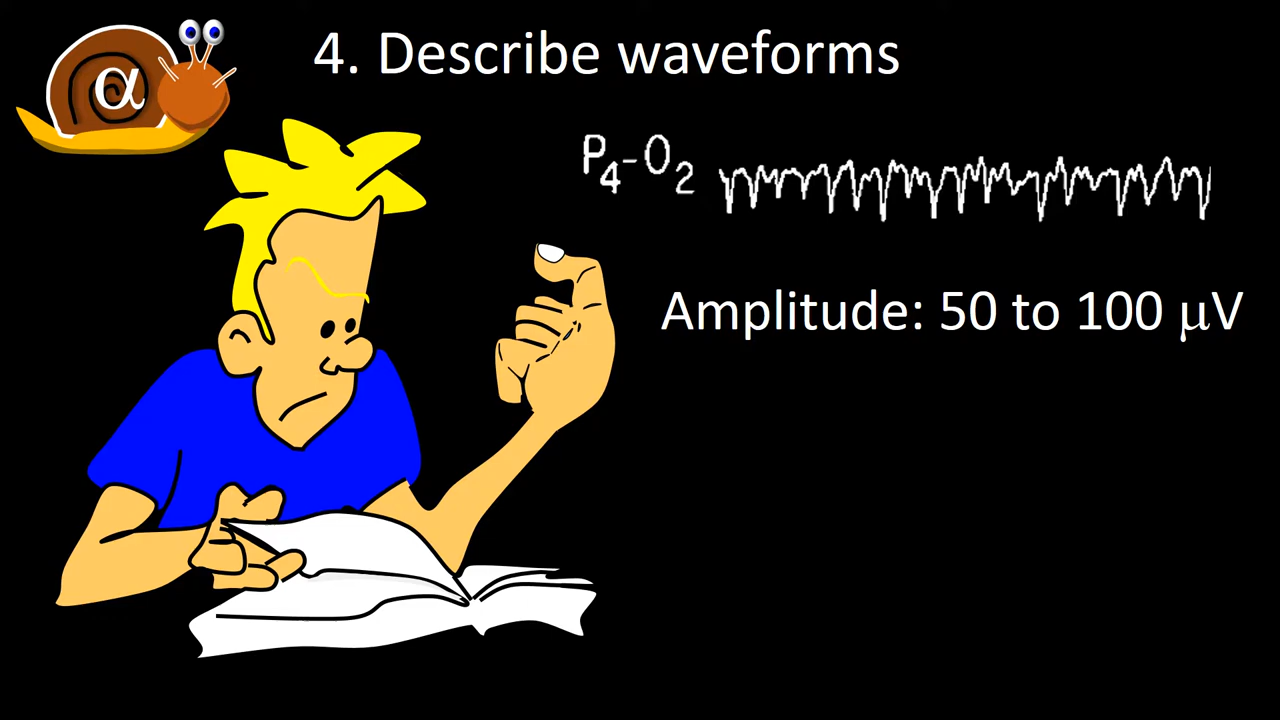 α
4. Describe waveforms
P4-O2
Amplitude: 50 to 100 μV